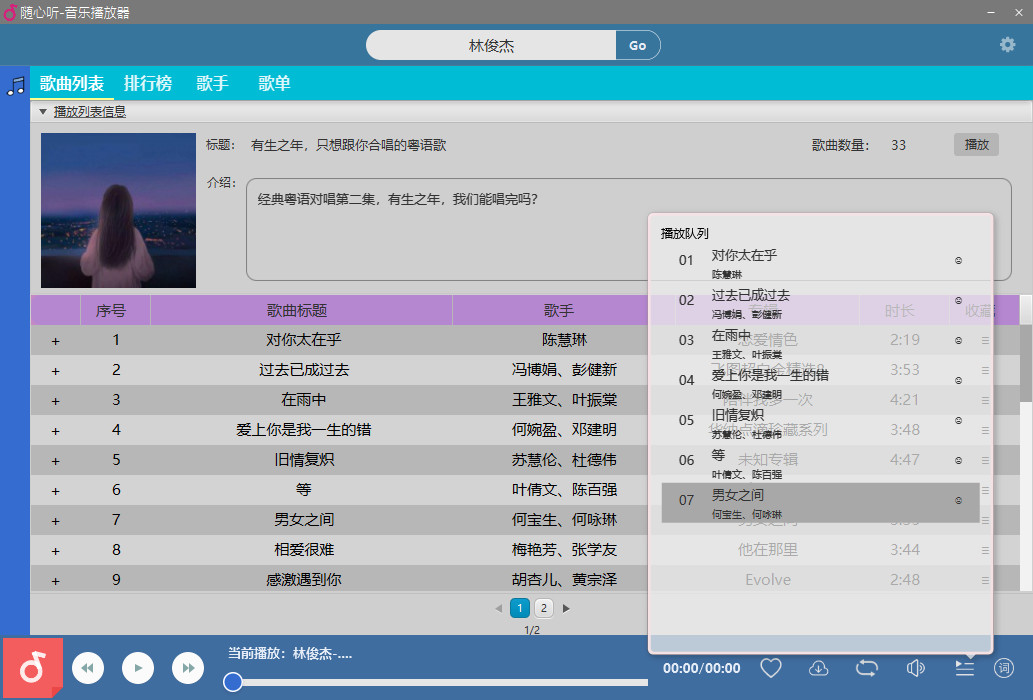 随心听-音乐播放器
林俊杰 Go
歌曲列表 排行榜 歌手 歌单
播放列表信息
标题： 有生之年，只想跟你合唱的粤语歌 歌曲数量： 33 播放
介绍： 经典粤语对唱第二集，有生之年，我们能唱完吗？
序号 歌曲标题 歌手 专辑 时长 收藏
+ 1 对你太在乎 陈慧琳 恋爱情色 2:19
+ 2 过去已成过去 冯博娟、彭健新 3:53
+ 3 在雨中 王雅文、叶振棠 陪伴我多一次 4:21
+ 4 爱上你是我一生的错 何婉盈、邓建明 3:48
+ 5 旧情复炽 苏慧伦、杜德伟 未知专辑 4:47
+ 6 等 叶倩文、陈百强
+ 7 男女之间 何宝生、何咏琳 男女之间
+ 8 相爱很难 梅艳芳、张学友 他在那里 3:44
+ 9 感激遇到你 胡杏儿、黄宗泽 Evolve 2:48
播放队列
01 对你太在乎
陈慧琳
02 过去已成过去
冯博娟、彭健新
03 在雨中
王雅文、叶振棠
04 爱上你是我一生的错
何婉盈、邓建明
05 旧情复炽
苏慧伦、杜德伟
06 等
叶倩文、陈百强
07 男女之间
何宝生、何咏琳
1 2
1/2
当前播放：林俊杰-....
00:00/00:00 词